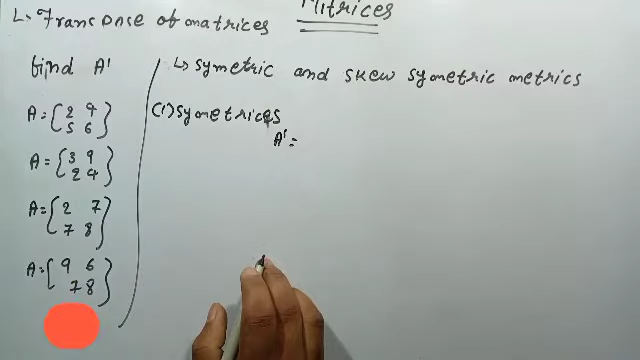 Mitrices
L. Transpose of matrices
find A'
A = [2 4
5 6]
A = [3 9
2 4]
A = [2 7
7 8]
A = [9 6
7 8]
↳ symetric and skew symetric metrics
(1) symetrices
A' =